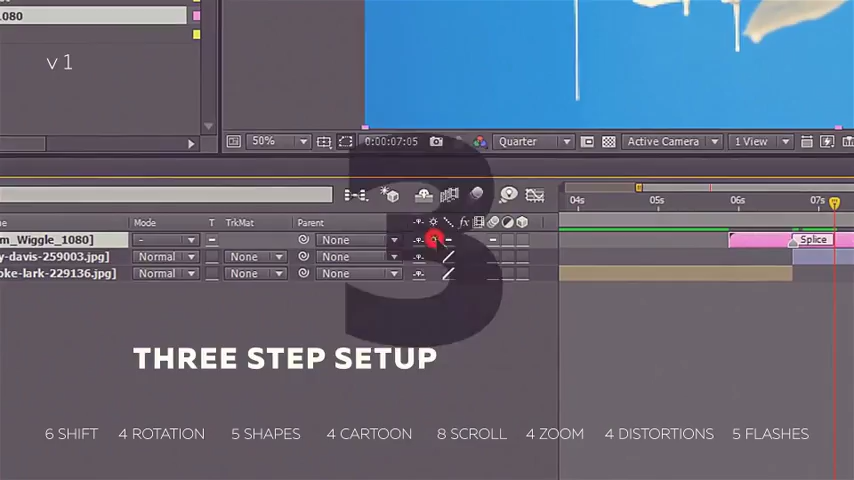 1080
v 1
50%
0:00:07:05
Quarter
Active Camera
1 View
3
04s
05s
06s
07s
Mode
T
TrkMat
Parent
fx
m_Wiggle_1080]
-
None
Splice
y-davis-259003.jpg]
Normal
None
None
oke-lark-229136.jpg]
Normal
None
None
THREE STEP SETUP
6 SHIFT 4 ROTATION 5 SHAPES 4 CARTOON 8 SCROLL 4 ZOOM 4 DISTORTIONS 5 FLASHES